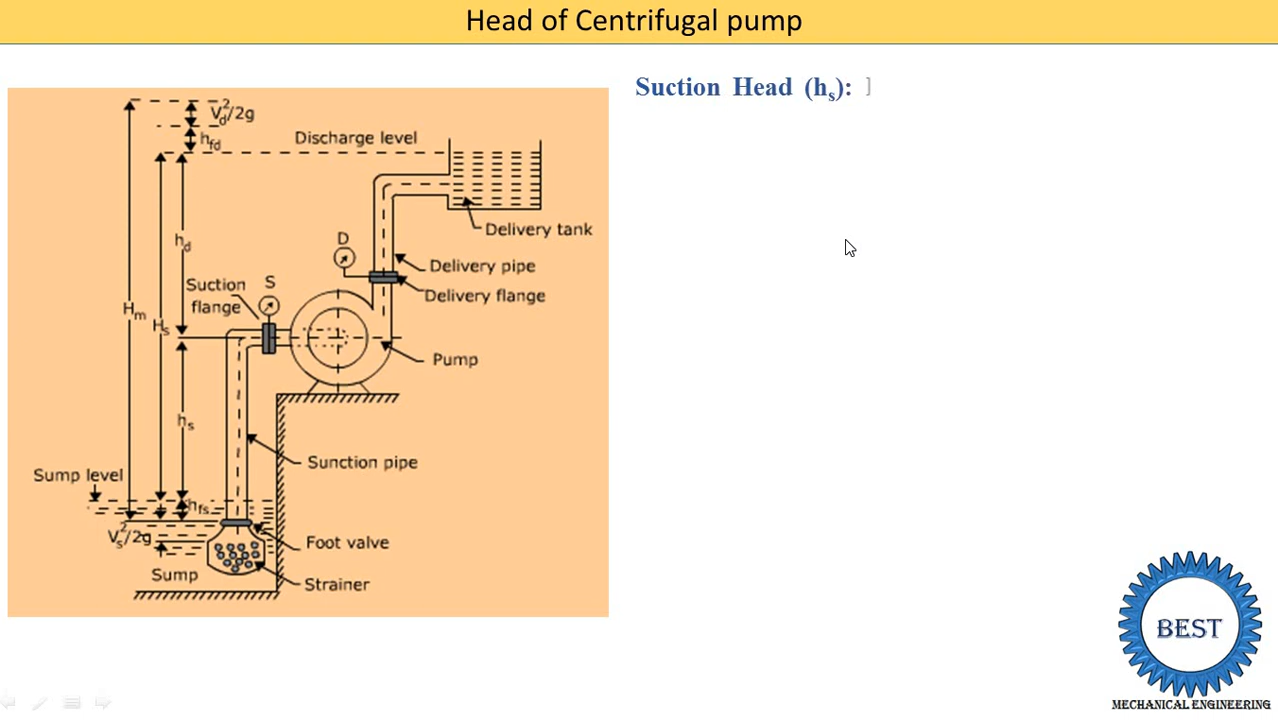 Head of Centrifugal pump
Suction Head (hs):
Vd²/2g
hfd
Discharge level
hd
D
Delivery tank
Delivery pipe
Suction flange
S
Delivery flange
Hm
Hs
Pump
hs
Sunction pipe
Sump level
hfs
Vs²/2g
Foot valve
Sump
Strainer
BEST
MECHANICAL ENGINEERING